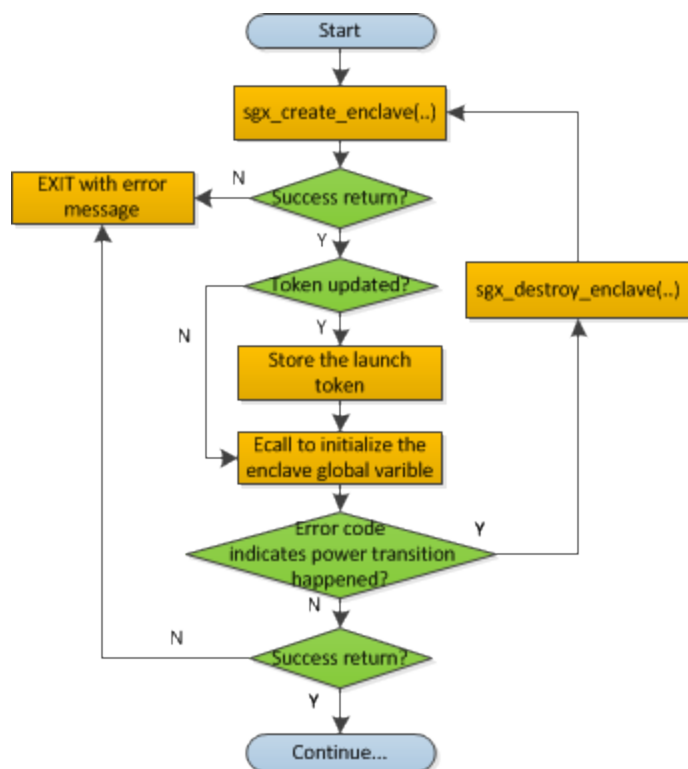 Start
sgx_create_enclave(..)
N
EXIT with error
message
Success return?
Y
Token updated?
sgx_destroy_enclave(..)
N
Y
Store the launch
token
Ecall to initialize the
enclave global varible
Error code
indicates power transition
happened?
Y
N
N
Success return?
Y
Continue...